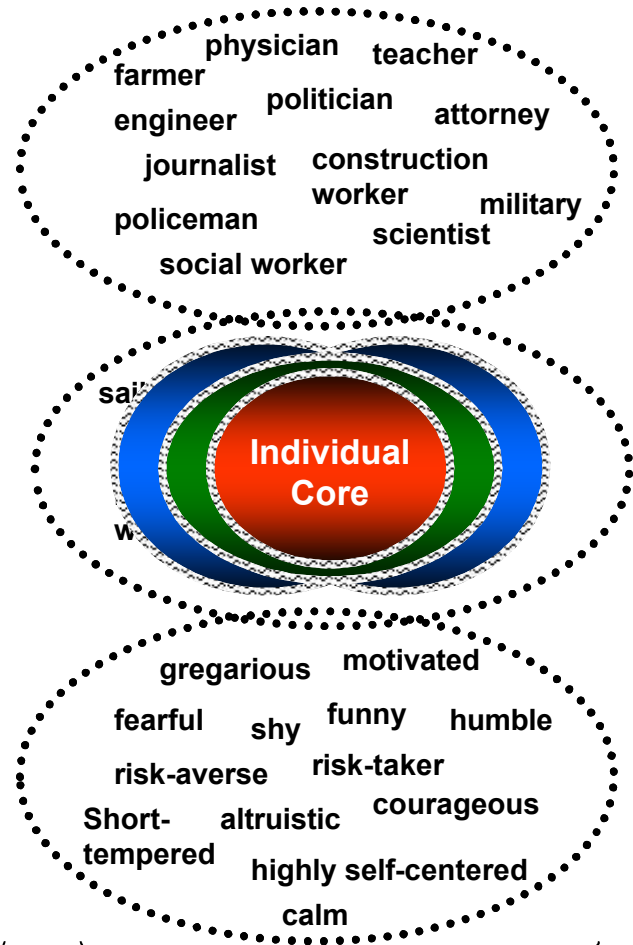 physician
teacher
farmer
politician
engineer
attorney
journalist
construction
worker
military
policeman
scientist
social worker
Individual
Core
gregarious
motivated
fearful
shy
funny
humble
risk-averse
risk-taker
courageous
Short-
tempered
altruistic
highly self-centered
calm